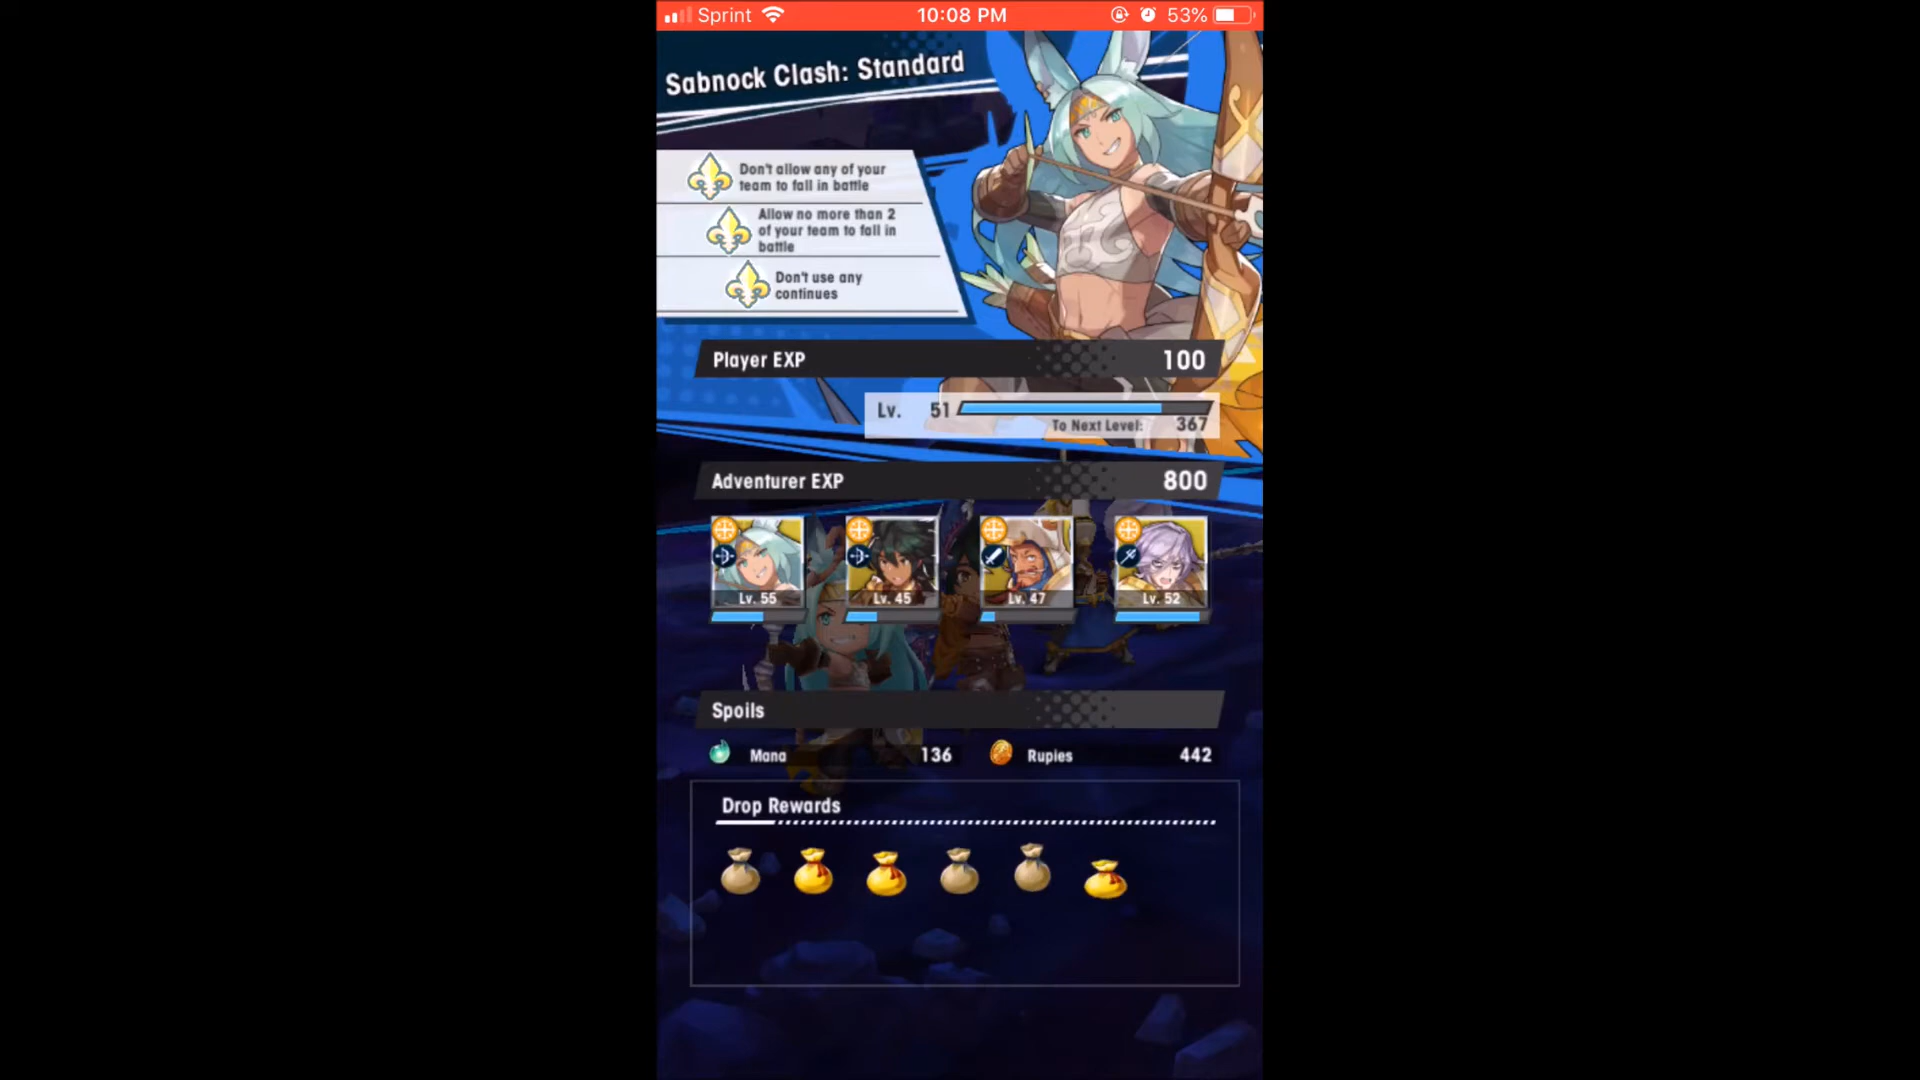 Sprint
10:08 PM
53%
Sabnock Clash: Standard
Don't allow any of your
team to fall in battle
Allow no more than 2
of your team to fall in
battle
Don't use any
continues
Player EXP 100
Lv. 51
To Next Level: 367
Adventurer EXP 800
Lv. 55 Lv. 45 Lv. 47 Lv. 52
Spoils
Mana 136 Rupies 442
Drop Rewards